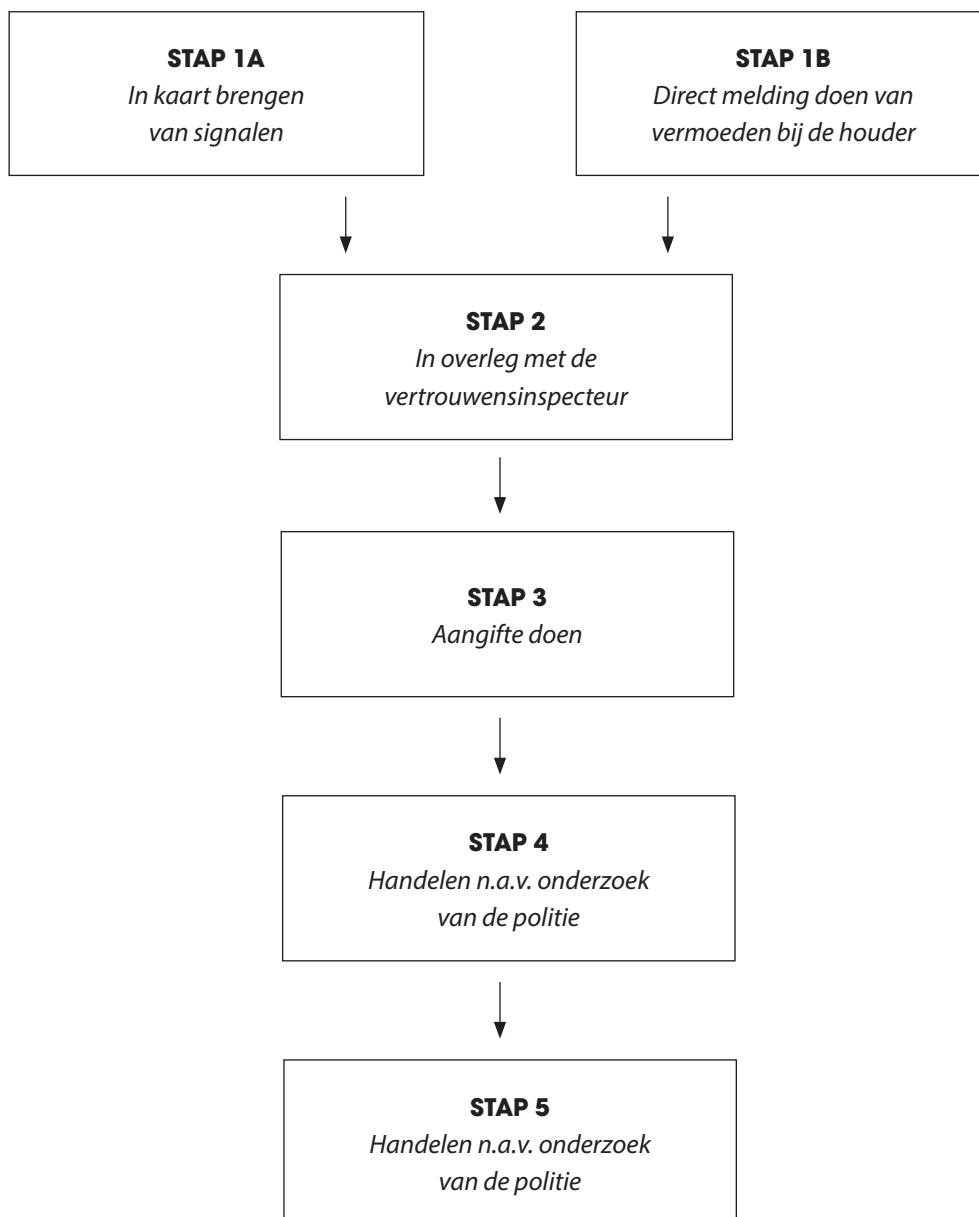 STAP 1A
In kaart brengen
van signalen
STAP 1B
Direct melding doen van
vermoeden bij de houder
STAP 2
In overleg met de
vertrouwensinspecteur
STAP 3
Aangifte doen
STAP 4
Handelen n.a.v. onderzoek
van de politie
STAP 5
Handelen n.a.v. onderzoek
van de politie